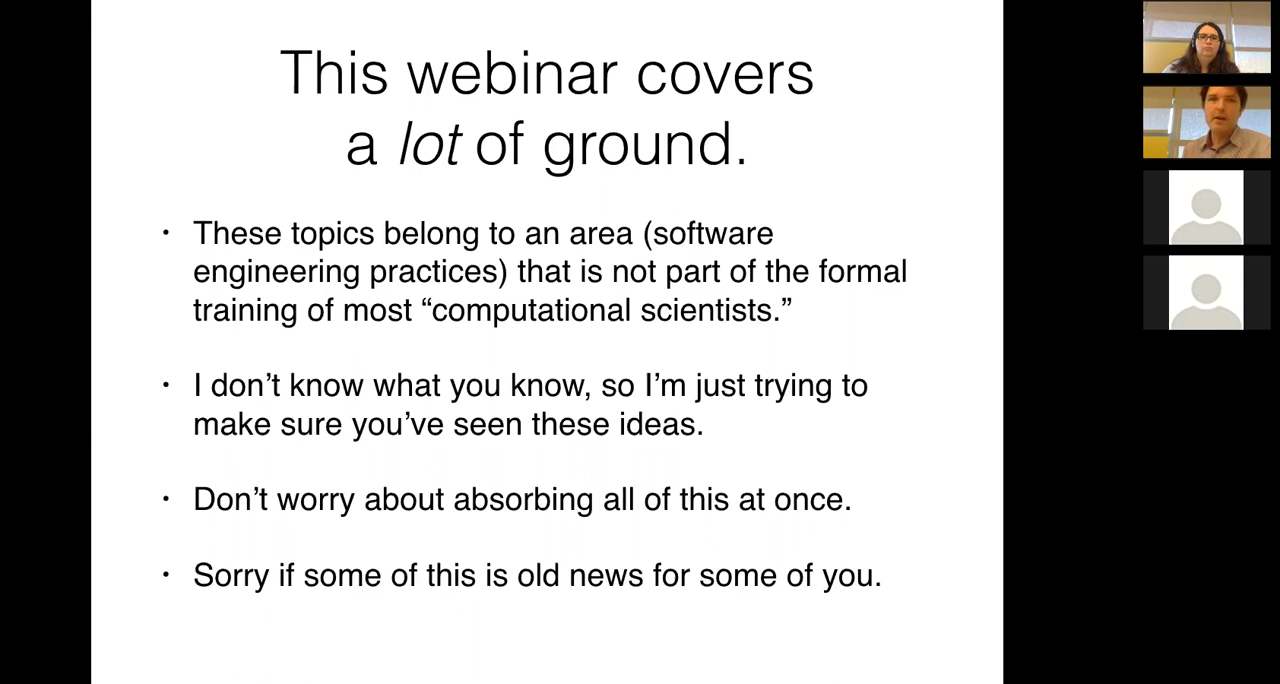 This webinar covers
a lot of ground.
• These topics belong to an area (software
engineering practices) that is not part of the formal
training of most “computational scientists.”
• I don’t know what you know, so I’m just trying to
make sure you’ve seen these ideas.
• Don’t worry about absorbing all of this at once.
• Sorry if some of this is old news for some of you.